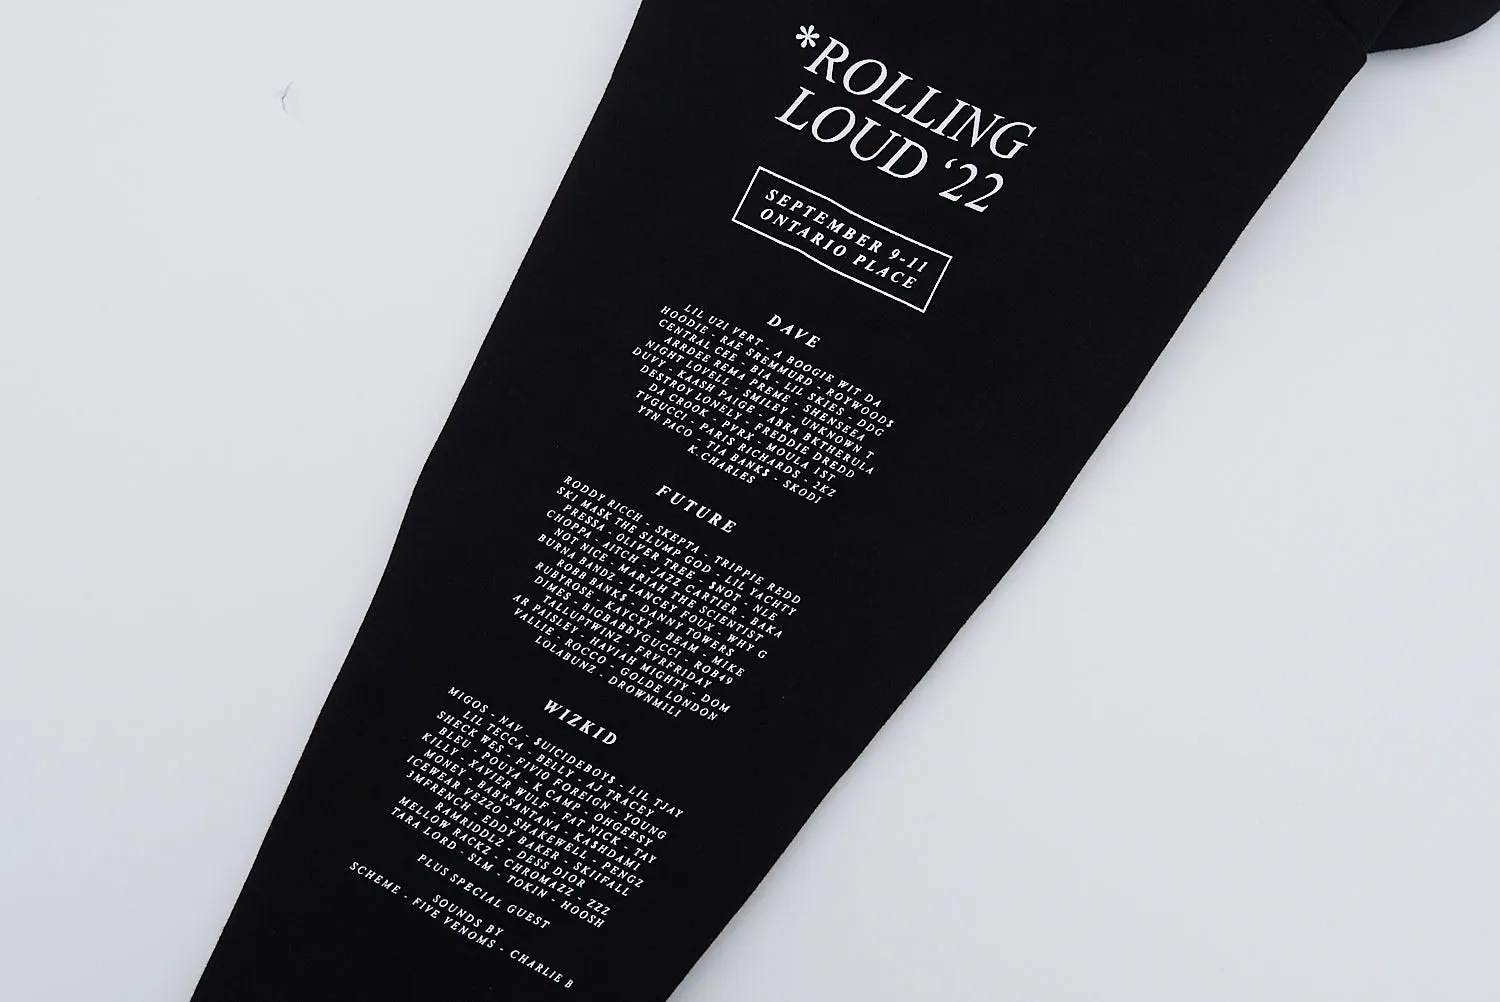 *ROLLING
LOUD '22
SEPTEMBER 9-11
ONTARIO PLACE
DAVE
LIL UZI VERT - A BOOGIE WIT DA
HOODIE - RAE SREMMURD - ROYWOOD$
CENTRAL CEE - BIA - LIL SKIES - DDG
ARRDEE REMA PREME - SHENSEEA
NIGHT LOVELL - SMILEY - UNKNOWN T
DUVY - KAASH PAIGE - ABRA BKTHERULA
DESTROY LONELY - FREDDIE DREDD
DA CROOK - PVRX - MOULA 1ST
TVGUCCI - PARIS RICHARDS - 2KZ
YTN PACO - TIA BANK$ - SKODI
K.CHARLES
FUTURE
RODDY RICCH - SKEPTA - TRIPPIE REDD
SKI MASK THE SLUMP GOD - LIL YACHTY
PRESSA - OLIVER TREE - $NOT - NLE
CHOPPA - AITCH - JAZZ CARTIER - BAKA
NOT NICE - MARIAH THE SCIENTIST
BURNA BANDZ - LANCEY FOUX - WHY G
ROBB BANK$ - DANNY TOWERS
RUBYROSE - KAYCYY - BEAM - MIKE
DIMES - BIGBABBYGUCCI - ROB49
TALLUPTWINZ - FRVRFRIDAY
AR PAISLEY - HAVIAH MIGHTY - DOM
VALLIE - ROCCO - GOLDE LONDON
LOLABUNZ - DROWNMILI
WIZKID
MIGOS - NAV - $UICIDEBOY$ - LIL TJAY
LIL TECCA - BELLY - AJ TRACEY
SHECK WES - FIVIO FOREIGN - YOUNG
BLEU - POUYA - K CAMP - OHGEESY
KILLY - XAVIER WULF - FAT NICK - TAY
MONEY - BABYSANTANA - KA$HDAMI
ICEWEAR VEZZO - SHAKEWELL - PENGZ
3MFRENCH - EDDY BAKER - SKIIFALL
RAMRIDDLZ - DESS DIOR
MELLOW RACKZ - CHROMAZZ - ZZZ
TARA LORD - SLM - TOKIN - HOOSH
PLUS SPECIAL GUEST
SOUNDS BY
SCHEME - FIVE VENOMS - CHARLIE B